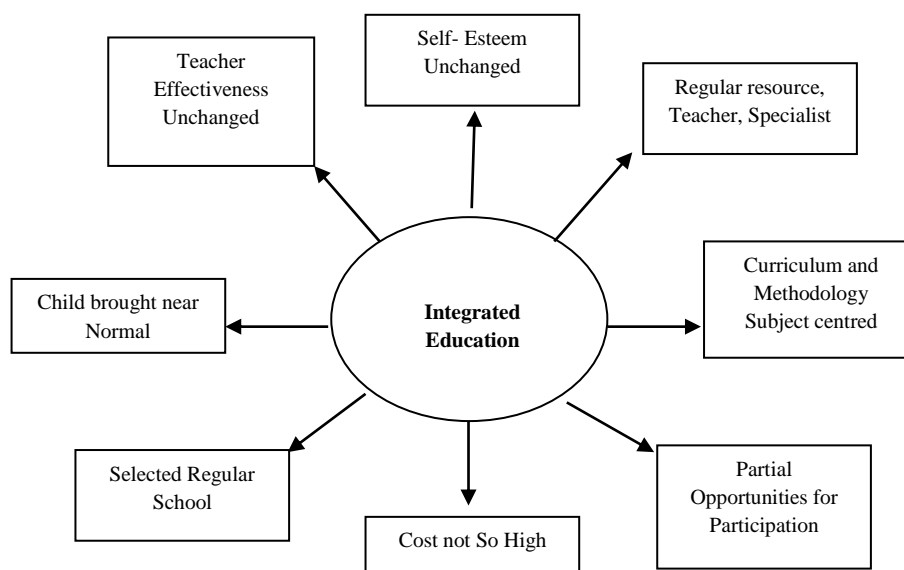 Self- Esteem
Unchanged
Teacher
Effectiveness
Unchanged
Regular resource,
Teacher, Specialist
Integrated
Education
Child brought near
Normal
Curriculum and
Methodology
Subject centred
Selected Regular
School
Partial
Opportunities for
Participation
Cost not So High